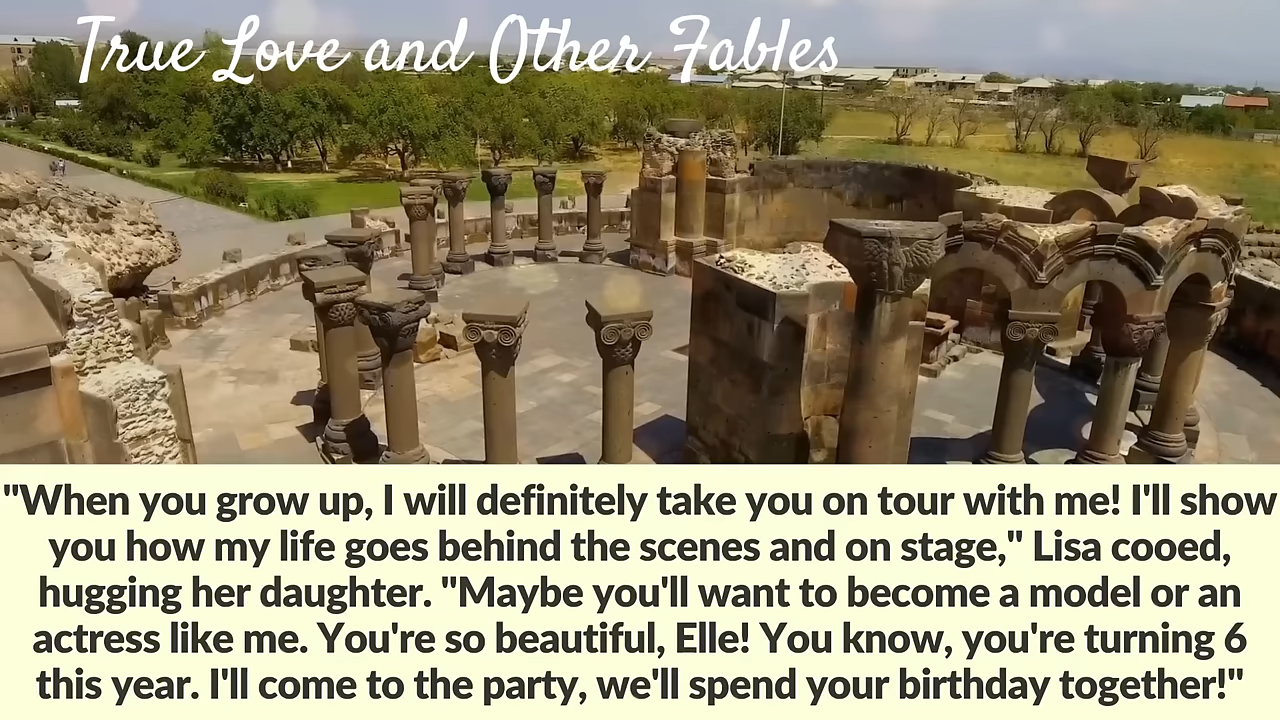 True Love and Other Fables
"When you grow up, I will definitely take you on tour with me! I'll show
you how my life goes behind the scenes and on stage," Lisa cooed,
hugging her daughter. "Maybe you'll want to become a model or an
actress like me. You're so beautiful, Elle! You know, you're turning 6
this year. I'll come to the party, we'll spend your birthday together!"